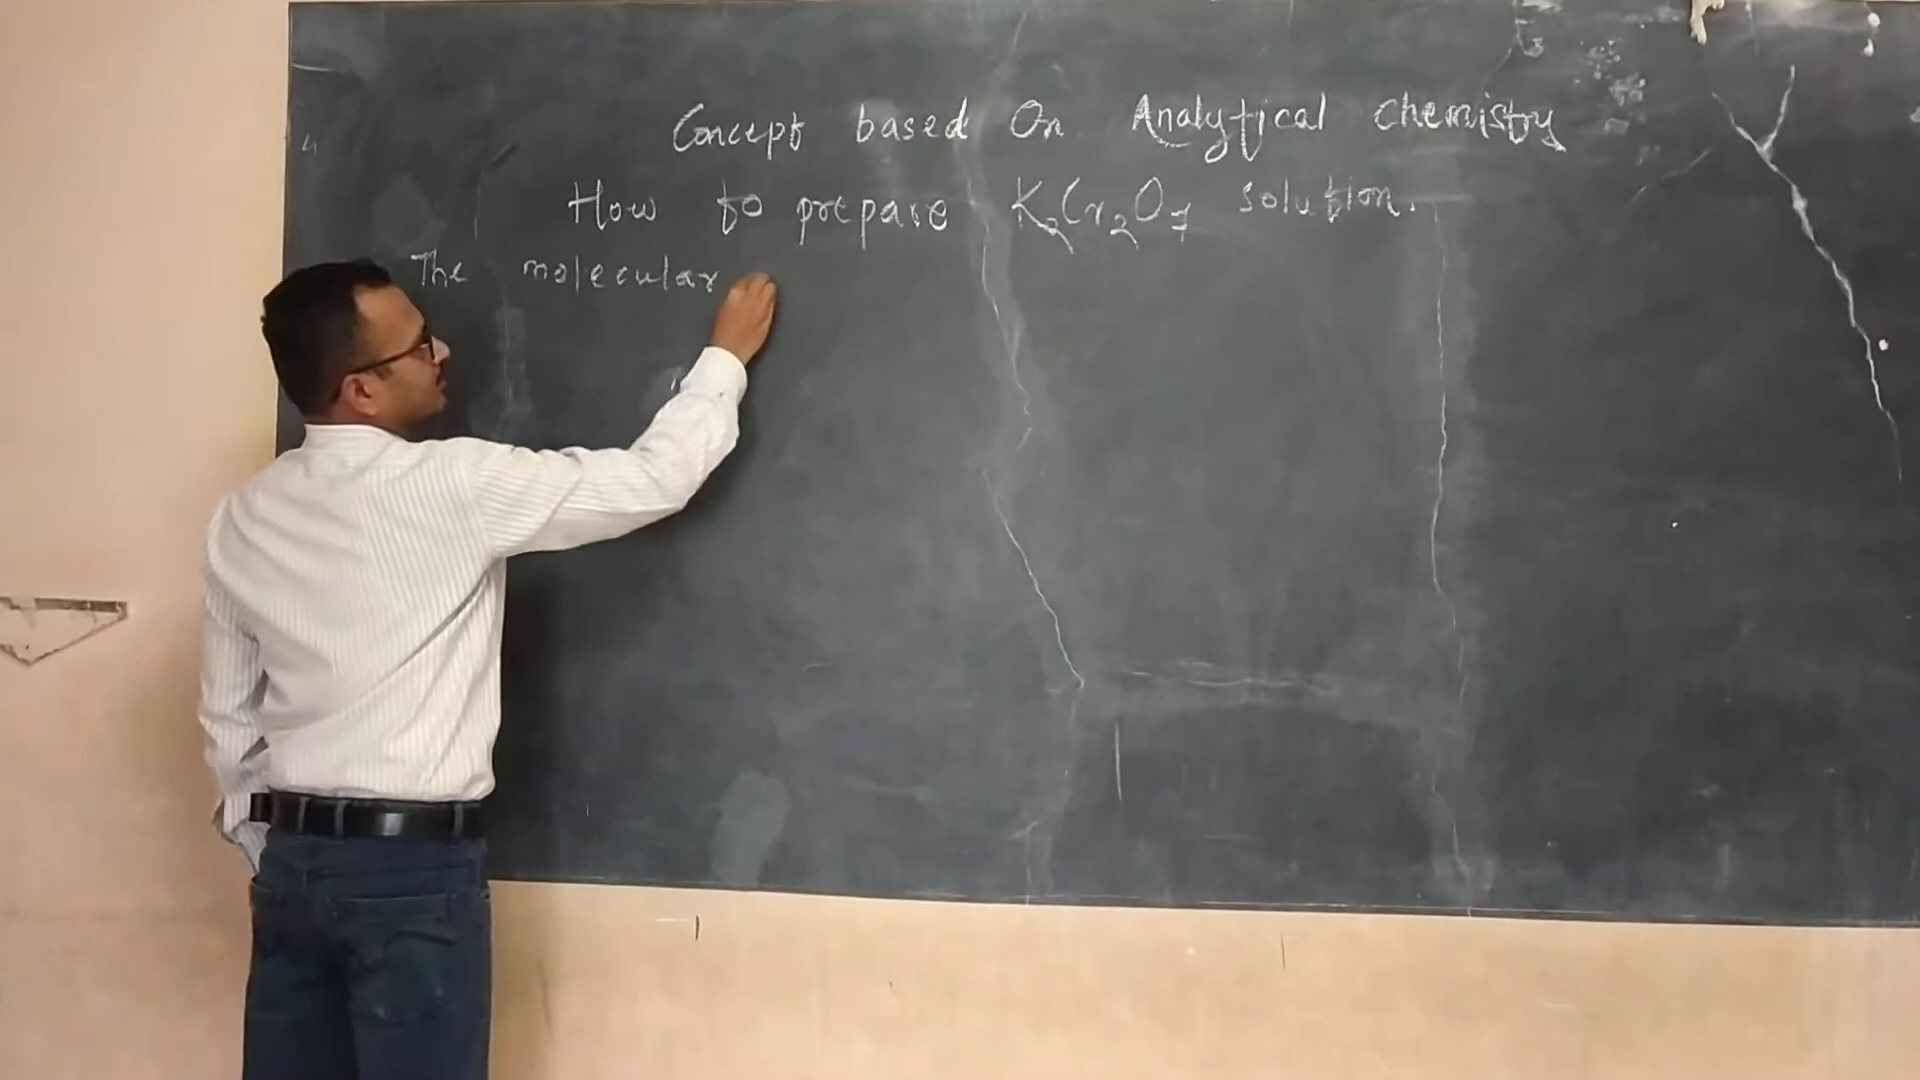 Concept based On Analytical chemistry
How to prepare K₂Cr₂O₇ solution.
The molecular